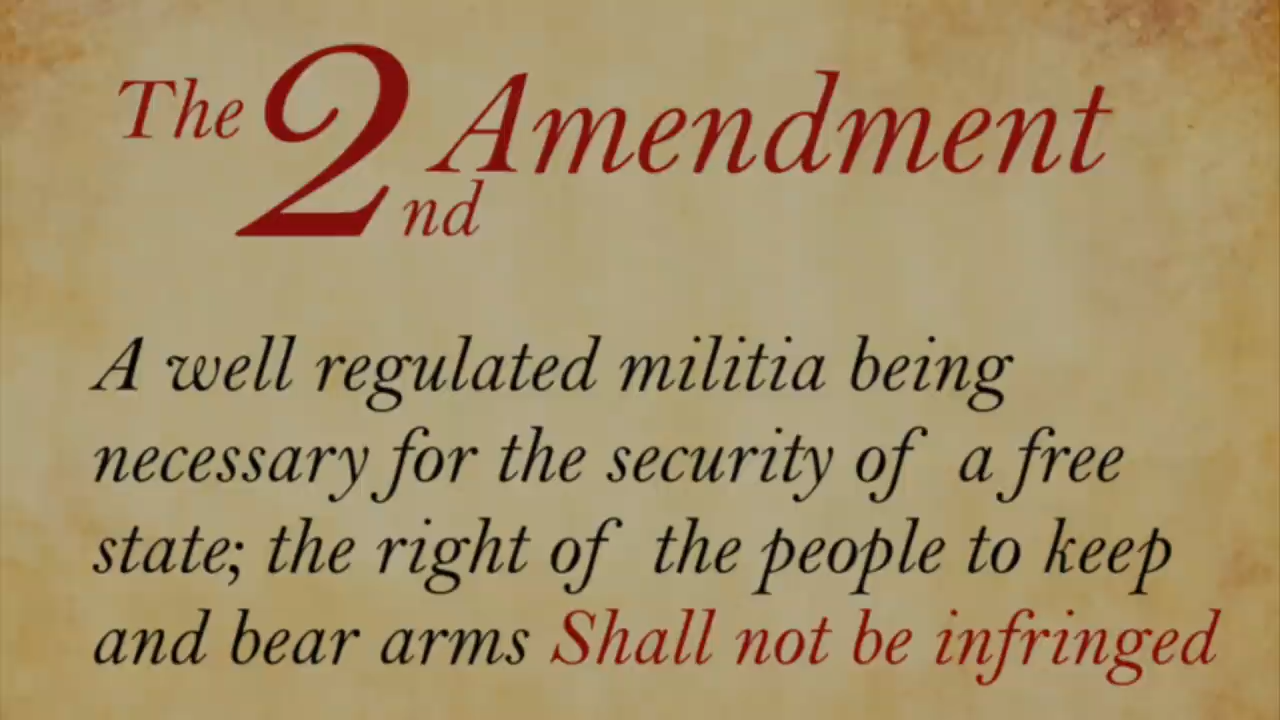 The 2nd Amendment
A well regulated militia being
necessary for the security of a free
state; the right of the people to keep
and bear arms Shall not be infringed